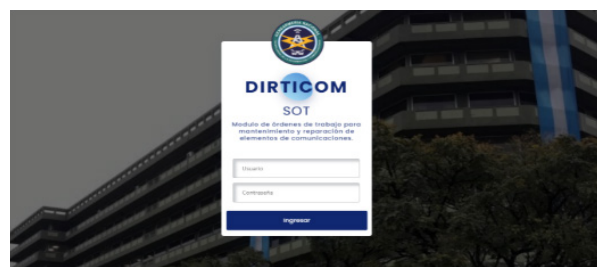 DIRTICOM
SOT
Modulo de órdenes de trabajo para
mantenimiento y reparación de
elementos de comunicaciones.
Usuario
Contraseña
Ingresar